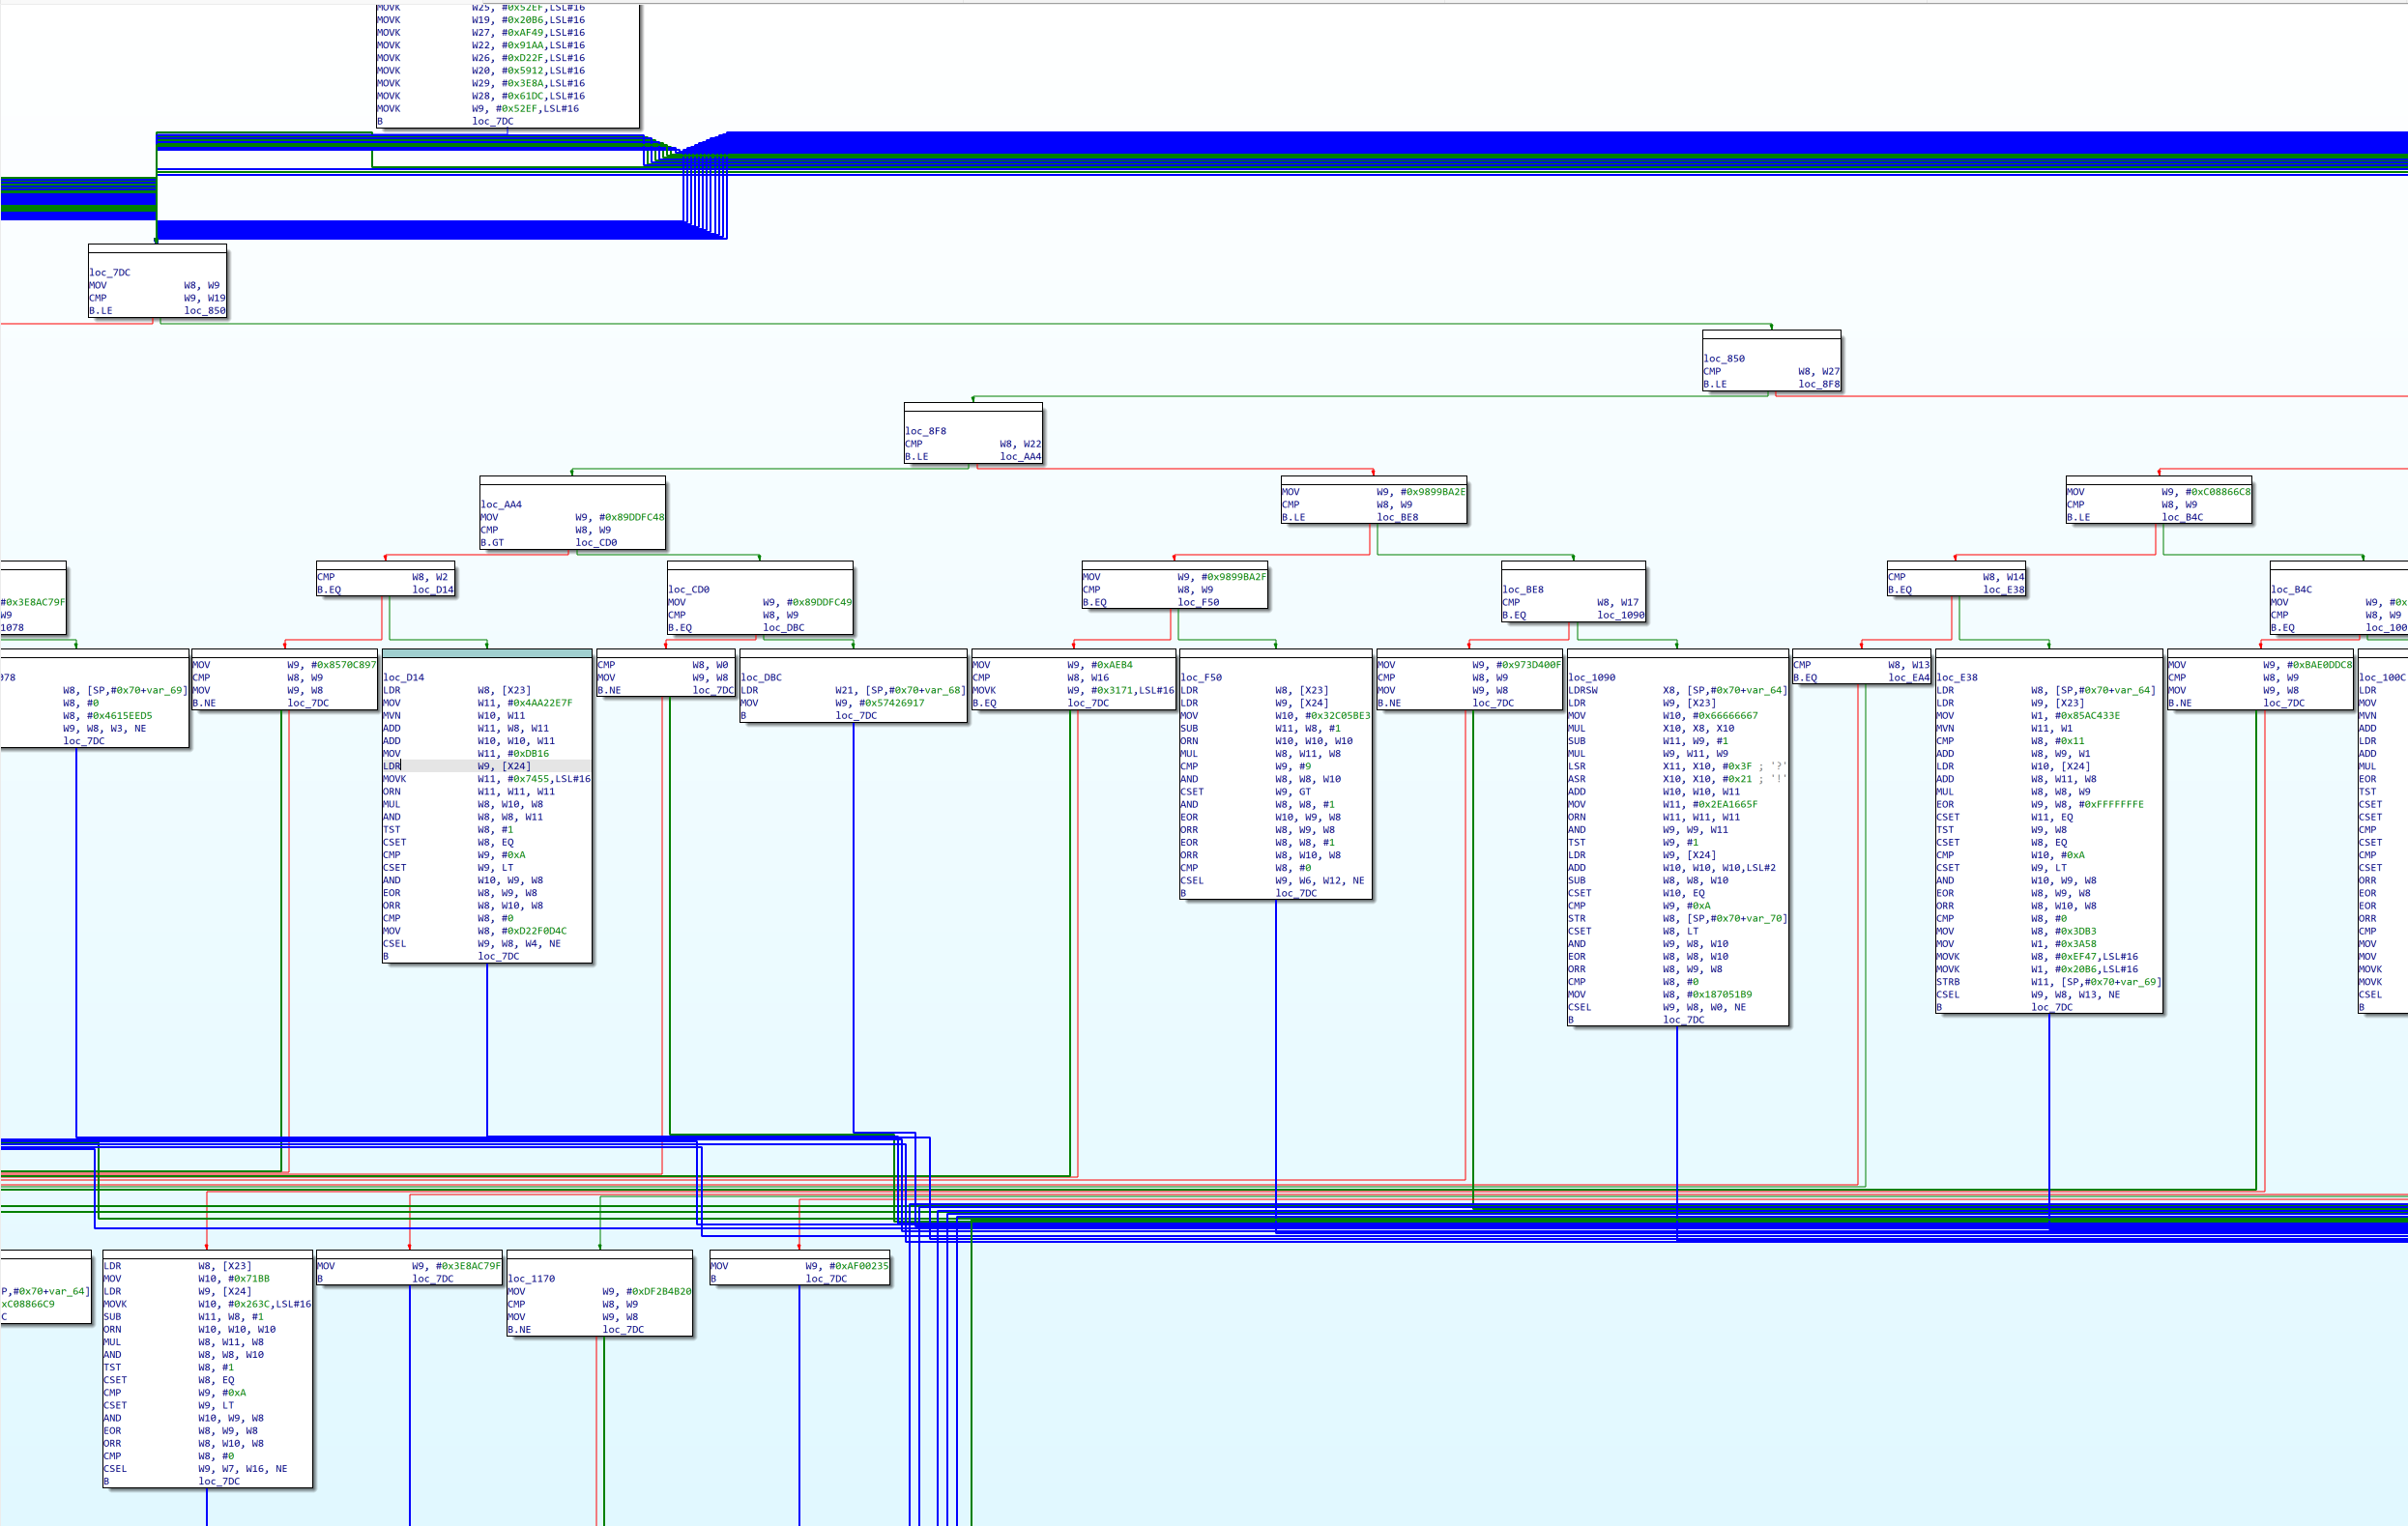 MOVK W25, #0x52EF,LSL#16
MOVK W19, #0x20B6,LSL#16
MOVK W27, #0xAF49,LSL#16
MOVK W22, #0x91AA,LSL#16
MOVK W26, #0xD22F,LSL#16
MOVK W20, #0x5912,LSL#16
MOVK W29, #0x3E8A,LSL#16
MOVK W28, #0x61DC,LSL#16
MOVK W9, #0x52EF,LSL#16
B loc_7DC
loc_7DC
MOV W8, W9
CMP W9, W19
B.LE loc_850
loc_850
CMP W8, W27
B.LE loc_8F8
loc_8F8
CMP W8, W22
B.LE loc_AA4
loc_AA4
MOV W9, #0x89DDFC48
CMP W8, W9
B.GT loc_CD0
MOV W9, #0x9899BA2E
CMP W8, W9
B.LE loc_BE8
MOV W9, #0xC08866C8
CMP W8, W9
B.LE loc_B4C
#0x3E8AC79F
W9
1078
CMP W8, W2
B.EQ loc_D14
loc_CD0
MOV W9, #0x89DDFC49
CMP W8, W9
B.EQ loc_DBC
MOV W9, #0x9899BA2F
CMP W8, W9
B.EQ loc_F50
loc_BE8
CMP W8, W17
B.EQ loc_1090
CMP W8, W14
B.EQ loc_E38
loc_B4C
MOV W9, #0x
CMP W8, W9
B.EQ loc_100
078
W8, [SP,#0x70+var_69]
W8, #0
W8, #0x4615EED5
W9, W8, W3, NE
loc_7DC
MOV W9, #0x8570C897
CMP W8, W9
MOV W9, W8
B.NE loc_7DC
loc_D14
LDR W8, [X23]
MOV W11, #0x4AA22E7F
MVN W10, W11
ADD W11, W8, W11
ADD W10, W10, W11
MOV W11, #0xDB16
LDR W9, [X24]
MOVK W11, #0x7455,LSL#16
ORN W11, W11, W11
MUL W8, W10, W8
AND W8, W8, W11
TST W8, #1
CSET W8, EQ
CMP W9, #0xA
CSET W9, LT
AND W10, W9, W8
EOR W8, W9, W8
ORR W8, W10, W8
CMP W8, #0
MOV W8, #0xD22F0D4C
CSEL W9, W8, W4, NE
B loc_7DC
CMP W8, W0
MOV W9, W8
B.NE loc_7DC
loc_DBC
LDR W21, [SP,#0x70+var_68]
MOV W9, #0x57426917
B loc_7DC
MOV W9, #0xAEB4
CMP W8, W16
MOVK W9, #0x3171,LSL#16
B.EQ loc_7DC
loc_F50
LDR W8, [X23]
LDR W9, [X24]
MOV W10, #0x32C05BE3
SUB W11, W8, #1
ORN W10, W10, W10
MUL W8, W11, W8
CMP W9, #9
AND W8, W8, W10
CSET W9, GT
AND W8, W8, #1
EOR W10, W9, W8
ORR W8, W9, W8
EOR W8, W8, #1
ORR W8, W10, W8
CMP W8, #0
CSEL W9, W6, W12, NE
B loc_7DC
MOV W9, #0x973D400F
CMP W8, W9
MOV W9, W8
B.NE loc_7DC
loc_1090
LDRSW X8, [SP,#0x70+var_64]
LDR W9, [X23]
MOV W10, #0x66666667
MUL X10, X8, X10
SUB W11, W9, #1
MUL W9, W11, W9
LSR X11, X10, #0x3F ; '?'
ASR X10, X10, #0x21 ; '!'
ADD W10, W10, W11
MOV W11, #0x2EA1665F
ORN W11, W11, W11
AND W9, W9, W11
TST W9, #1
LDR W9, [X24]
ADD W10, W10, W10,LSL#2
SUB W8, W8, W10
CSET W10, EQ
CMP W9, #0xA
STR W8, [SP,#0x70+var_70]
CSET W8, LT
AND W9, W8, W10
EOR W8, W8, W10
ORR W8, W9, W8
CMP W8, #0
MOV W8, #0x187051B9
CSEL W9, W8, W0, NE
B loc_7DC
CMP W8, W13
B.EQ loc_EA4
loc_E38
LDR W8, [SP,#0x70+var_64]
LDR W9, [X23]
MOV W1, #0x85AC433E
MVN W11, W1
CMP W8, #0x11
ADD W8, W9, W1
LDR W10, [X24]
ADD W8, W11, W8
MUL W8, W8, W9
EOR W9, W8, #0xFFFFFFFE
CSET W11, EQ
TST W9, W8
CSET W8, EQ
CMP W10, #0xA
CSET W9, LT
AND W10, W9, W8
EOR W8, W9, W8
ORR W8, W10, W8
CMP W8, #0
MOV W8, #0x3DB3
MOV W1, #0x3A58
MOVK W8, #0xEF47,LSL#16
MOVK W1, #0x20B6,LSL#16
STRB W11, [SP,#0x70+var_69]
CSEL W9, W8, W13, NE
B loc_7DC
MOV W9, #0xBAE0DDC8
CMP W8, W9
MOV W9, W8
B.NE loc_7DC
loc_100C
LDR
MOV
MVN
ADD
LDR
ADD
MUL
EOR
TST
CSET
CSET
CMP
CSET
CMP
CSET
ORR
EOR
EOR
ORR
CMP
MOV
MOV
MOVK
MOVK
CSEL
B
P,#0x70+var_64]
xC08866C9
C
LDR W8, [X23]
MOV W10, #0x71BB
LDR W9, [X24]
MOVK W10, #0x263C,LSL#16
SUB W11, W8, #1
ORN W10, W10, W10
MUL W8, W11, W8
AND W8, W8, W10
TST W8, #1
CSET W8, EQ
CMP W9, #0xA
CSET W9, LT
AND W10, W9, W8
EOR W8, W9, W8
ORR W8, W10, W8
CMP W8, #0
CSEL W9, W7, W16, NE
B loc_7DC
MOV W9, #0x3E8AC79F
B loc_7DC
loc_1170
MOV W9, #0xDF2B4B20
CMP W8, W9
MOV W9, W8
B.NE loc_7DC
MOV W9, #0xAF00235
B loc_7DC